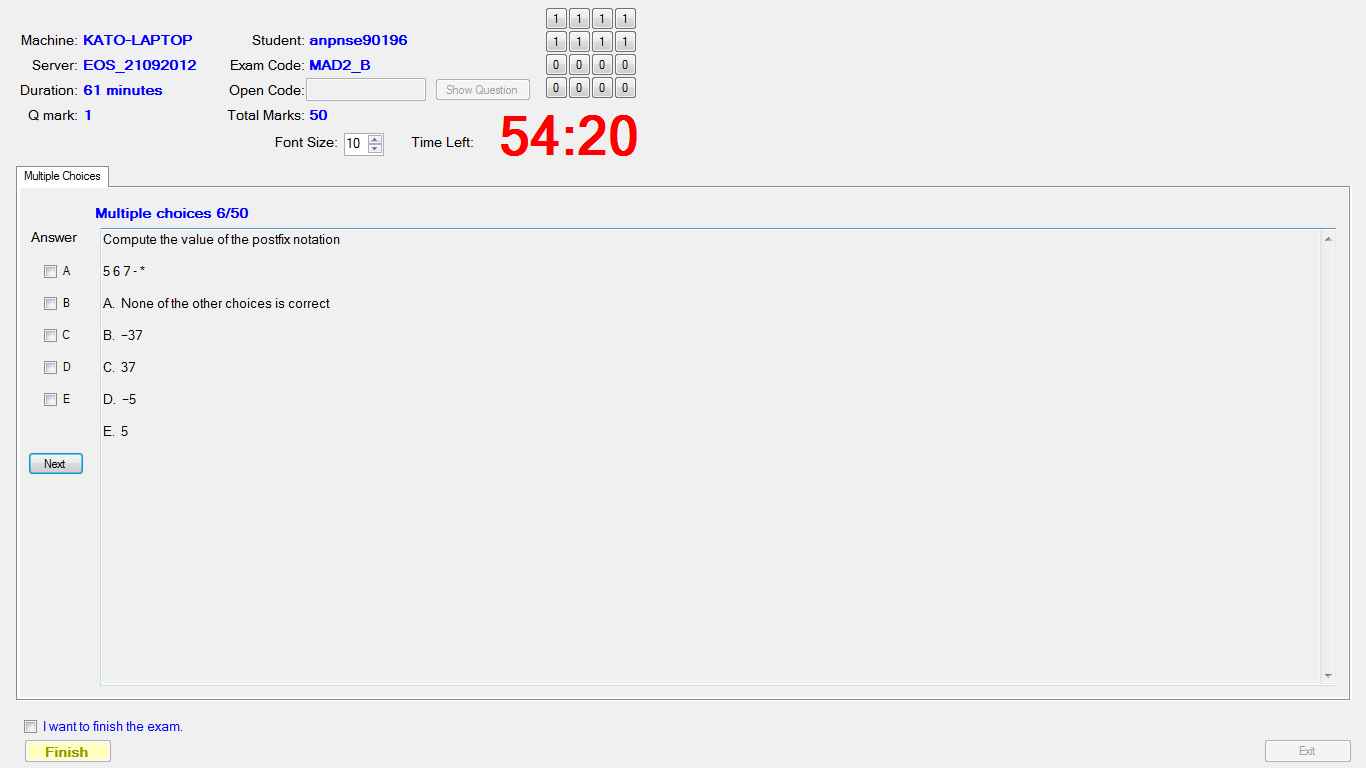 1 1 1 1
Machine: KATO-LAPTOP Student: anpnse90196
1 1 1 1
Server: EOS_21092012 Exam Code: MAD2_B
0 0 0 0
Duration: 61 minutes Open Code: Show Question
0 0 0 0
Q mark: 1 Total Marks: 50
Font Size: 10 Time Left: 54:20
Multiple Choices
Multiple choices 6/50
Answer
Compute the value of the postfix notation
A 5 6 7 - *
B A. None of the other choices is correct
C B. −37
D C. 37
E D. −5
E. 5
Next
I want to finish the exam.
Finish
Exit